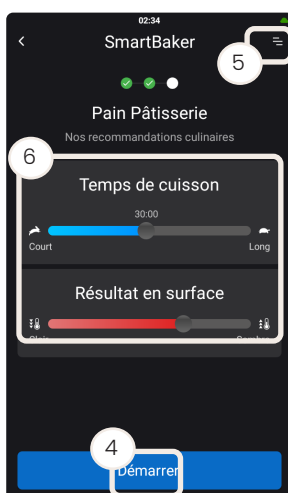 02:34
SmartBaker
5
Pain Pâtisserie
Nos recommandations culinaires
6
Temps de cuisson
30:00
Court Long
Résultat en surface
4
Démarrer